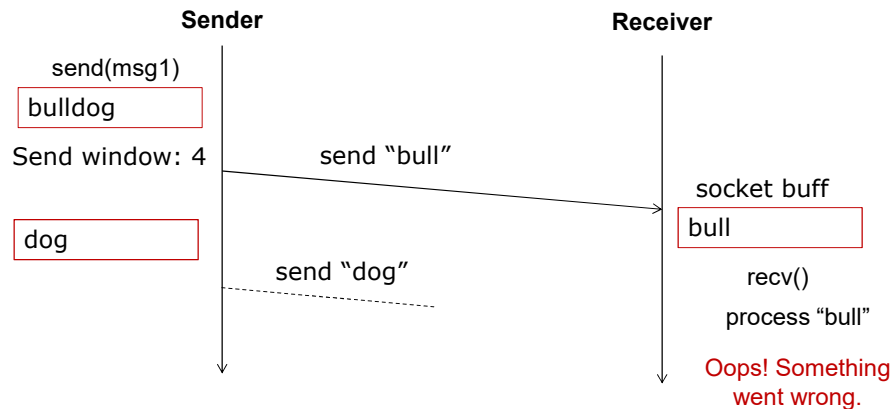 Sender
Receiver
send(msg1)
bulldog
Send window: 4
send “bull”
socket buff
bull
dog
send “dog”
recv()
process “bull”
Oops! Something
went wrong.